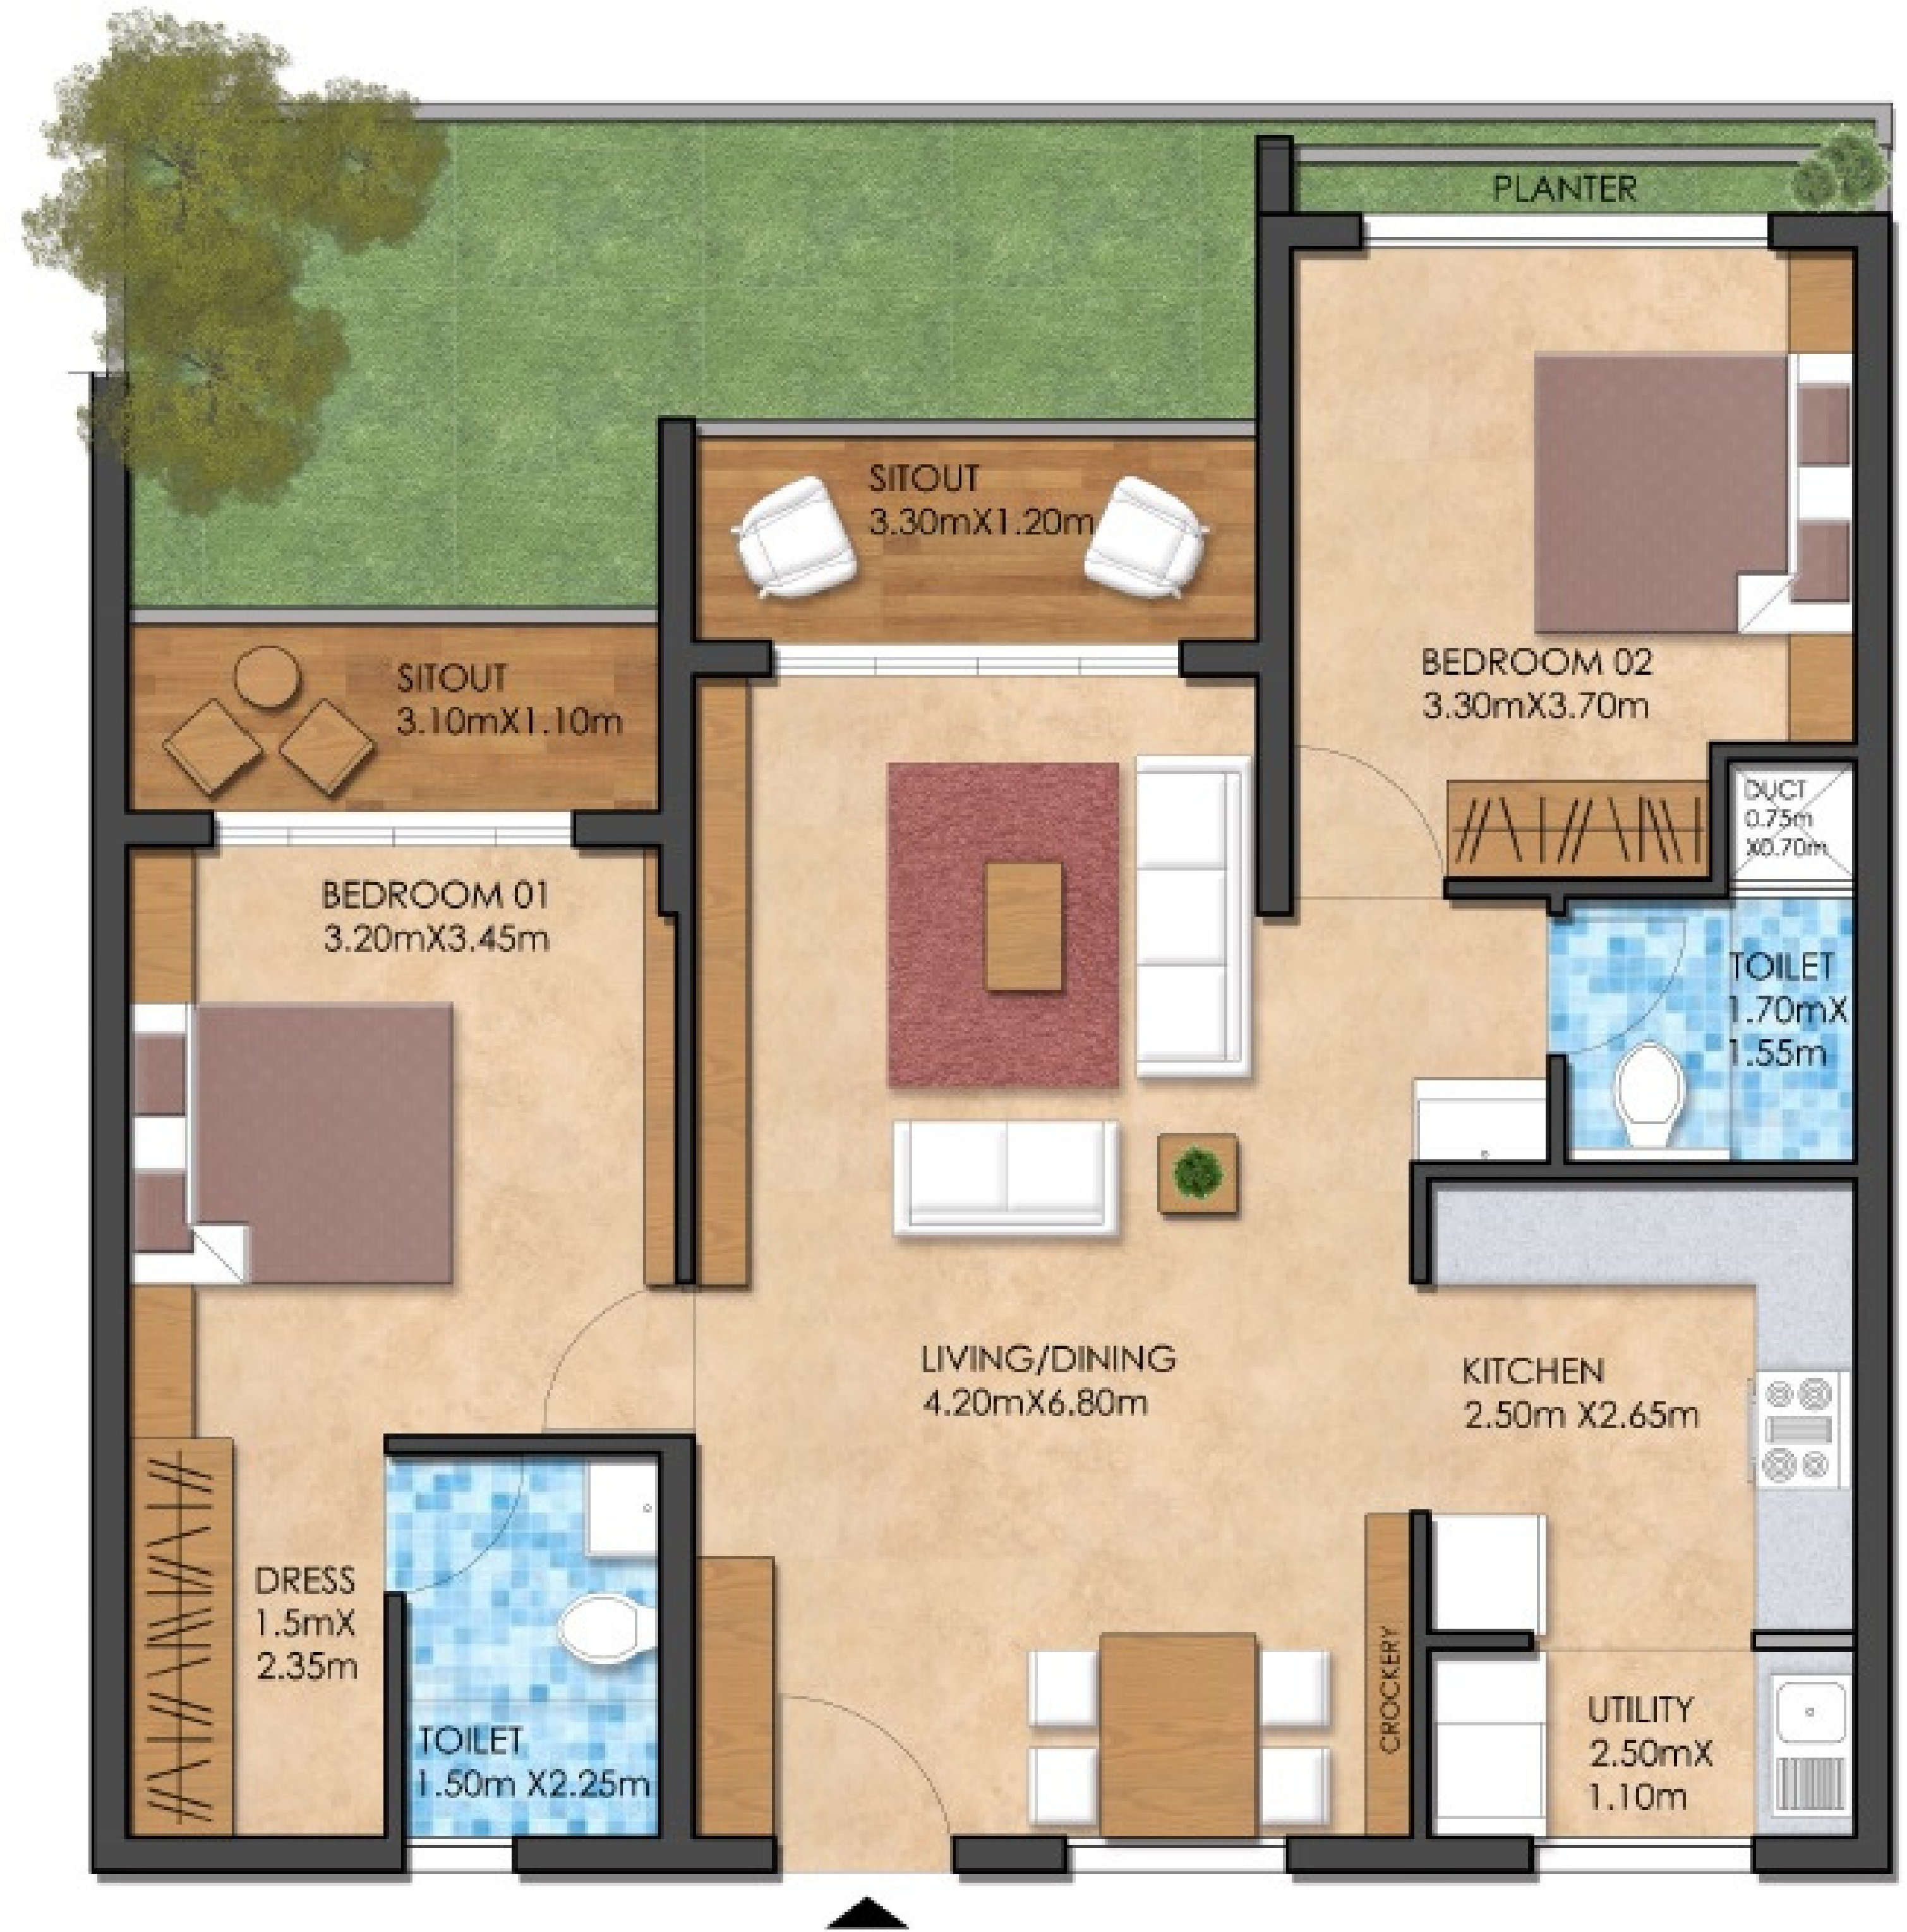 PLANTER
SITOUT
3.30mX1.20m
SITOUT
3.10mX1.10m
BEDROOM 02
3.30mX3.70m
DUCT
0.75m
X0.70m
BEDROOM 01
3.20mX3.45m
TOILET
1.70mX
1.55m
LIVING/DINING
4.20mX6.80m
KITCHEN
2.50m X2.65m
DRESS
1.5mX
2.35m
CROCKERY
TOILET
1.50m X2.25m
UTILITY
2.50mX
1.10m